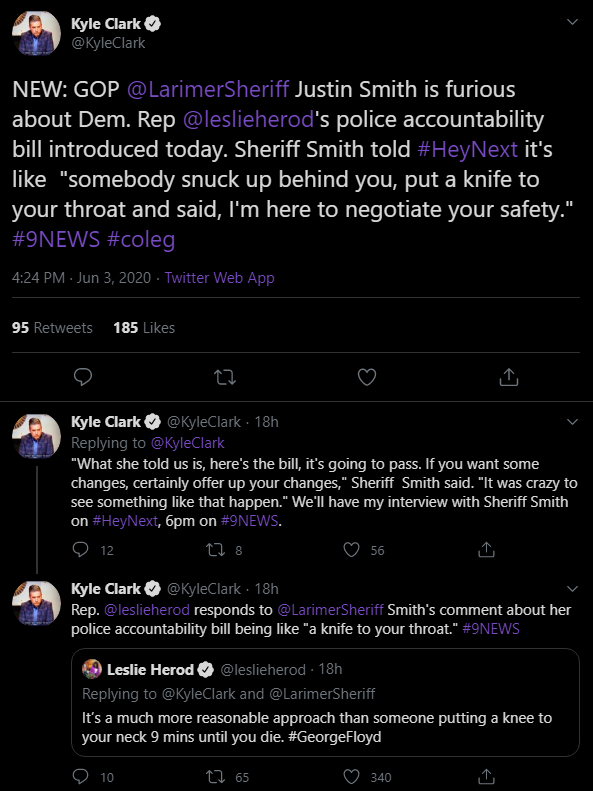 Kyle Clark
@KyleClark
NEW: GOP @LarimerSheriff Justin Smith is furious
about Dem. Rep @leslieherod's police accountability
bill introduced today. Sheriff Smith told #HeyNext it's
like "somebody snuck up behind you, put a knife to
your throat and said, I'm here to negotiate your safety."
#9NEWS #coleg
4:24 PM · Jun 3, 2020 · Twitter Web App
95 Retweets 185 Likes
Kyle Clark @KyleClark · 18h
Replying to @KyleClark
"What she told us is, here's the bill, it's going to pass. If you want some
changes, certainly offer up your changes," Sheriff Smith said. "It was crazy to
see something like that happen." We'll have my interview with Sheriff Smith
on #HeyNext, 6pm on #9NEWS.
12 8 56
Kyle Clark @KyleClark · 18h
Rep. @leslieherod responds to @LarimerSheriff Smith's comment about her
police accountability bill being like "a knife to your throat." #9NEWS
Leslie Herod @leslieherod · 18h
Replying to @KyleClark and @LarimerSheriff
It's a much more reasonable approach than someone putting a knee to
your neck 9 mins until you die. #GeorgeFloyd
10 65 340